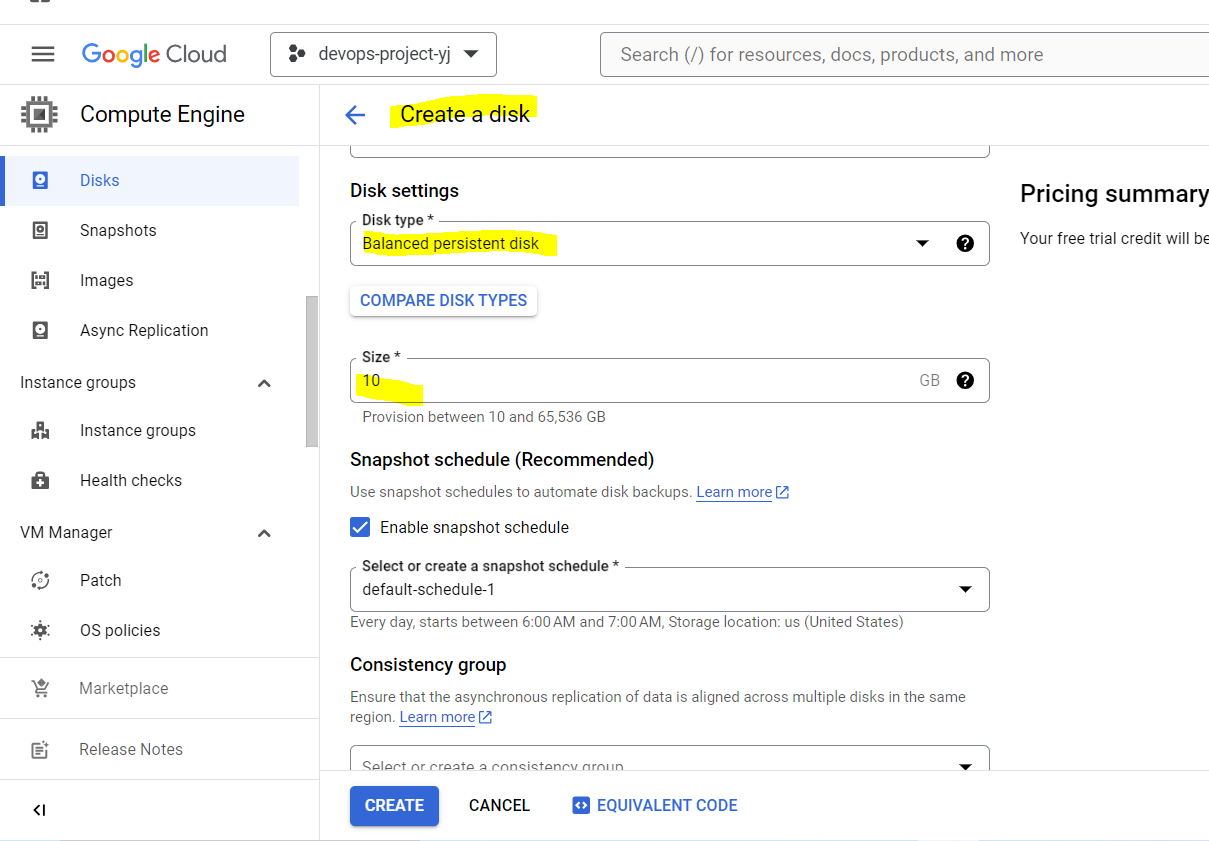 Google Cloud
devops-project-yj
Search (/) for resources, docs, products, and more
Compute Engine
Create a disk
Disks
Snapshots
Images
Async Replication
Instance groups
Instance groups
Health checks
VM Manager
Patch
OS policies
Marketplace
Release Notes
Disk settings
Disk type *
Balanced persistent disk
COMPARE DISK TYPES
Size *
10 GB
Provision between 10 and 65,536 GB
Snapshot schedule (Recommended)
Use snapshot schedules to automate disk backups. Learn more
Enable snapshot schedule
Select or create a snapshot schedule *
default-schedule-1
Every day, starts between 6:00 AM and 7:00 AM, Storage location: us (United States)
Consistency group
Ensure that the asynchronous replication of data is aligned across multiple disks in the same
region. Learn more
Select or create a consistency group
CREATE CANCEL EQUIVALENT CODE
Pricing summary
Your free trial credit will be